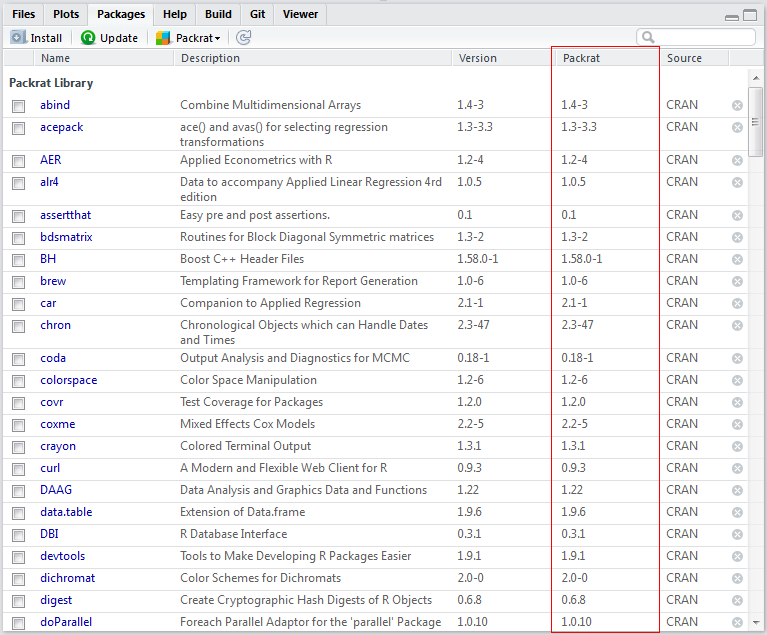 Files Plots Packages Help Build Git Viewer
Install Update Packrat
Name Description Version Packrat Source
Packrat Library
abind Combine Multidimensional Arrays 1.4-3 1.4-3 CRAN
acepack ace() and avas() for selecting regression 1.3-3.3 1.3-3.3 CRAN
transformations
AER Applied Econometrics with R 1.2-4 1.2-4 CRAN
alr4 Data to accompany Applied Linear Regression 4rd 1.0.5 1.0.5 CRAN
edition
assertthat Easy pre and post assertions. 0.1 0.1 CRAN
bdsmatrix Routines for Block Diagonal Symmetric matrices 1.3-2 1.3-2 CRAN
BH Boost C++ Header Files 1.58.0-1 1.58.0-1 CRAN
brew Templating Framework for Report Generation 1.0-6 1.0-6 CRAN
car Companion to Applied Regression 2.1-1 2.1-1 CRAN
chron Chronological Objects which can Handle Dates 2.3-47 2.3-47 CRAN
and Times
coda Output Analysis and Diagnostics for MCMC 0.18-1 0.18-1 CRAN
colorspace Color Space Manipulation 1.2-6 1.2-6 CRAN
covr Test Coverage for Packages 1.2.0 1.2.0 CRAN
coxme Mixed Effects Cox Models 2.2-5 2.2-5 CRAN
crayon Colored Terminal Output 1.3.1 1.3.1 CRAN
curl A Modern and Flexible Web Client for R 0.9.3 0.9.3 CRAN
DAAG Data Analysis and Graphics Data and Functions 1.22 1.22 CRAN
data.table Extension of Data.frame 1.9.6 1.9.6 CRAN
DBI R Database Interface 0.3.1 0.3.1 CRAN
devtools Tools to Make Developing R Packages Easier 1.9.1 1.9.1 CRAN
dichromat Color Schemes for Dichromats 2.0-0 2.0-0 CRAN
digest Create Cryptographic Hash Digests of R Objects 0.6.8 0.6.8 CRAN
doParallel Foreach Parallel Adaptor for the 'parallel' Package 1.0.10 1.0.10 CRAN